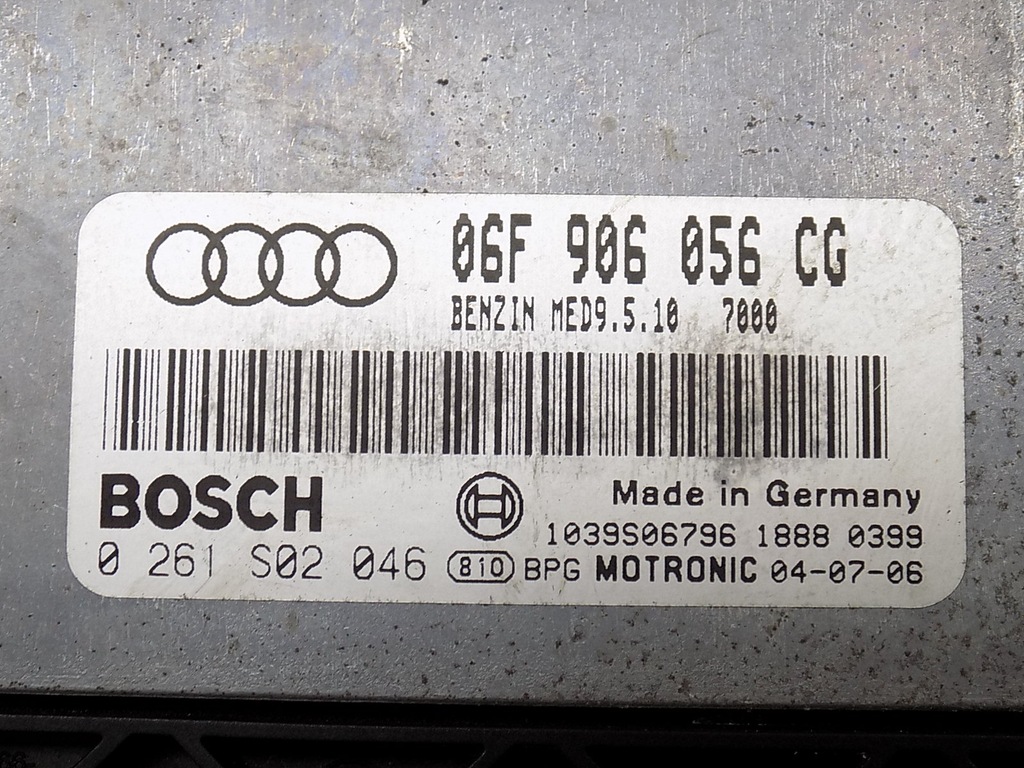 06F 906 056 CG
BENZIN MED9.5.10 7000
BOSCH
Made in Germany
1039S06796 1888 0399
0 261 S02 046 810 BPG MOTRONIC 04-07-06